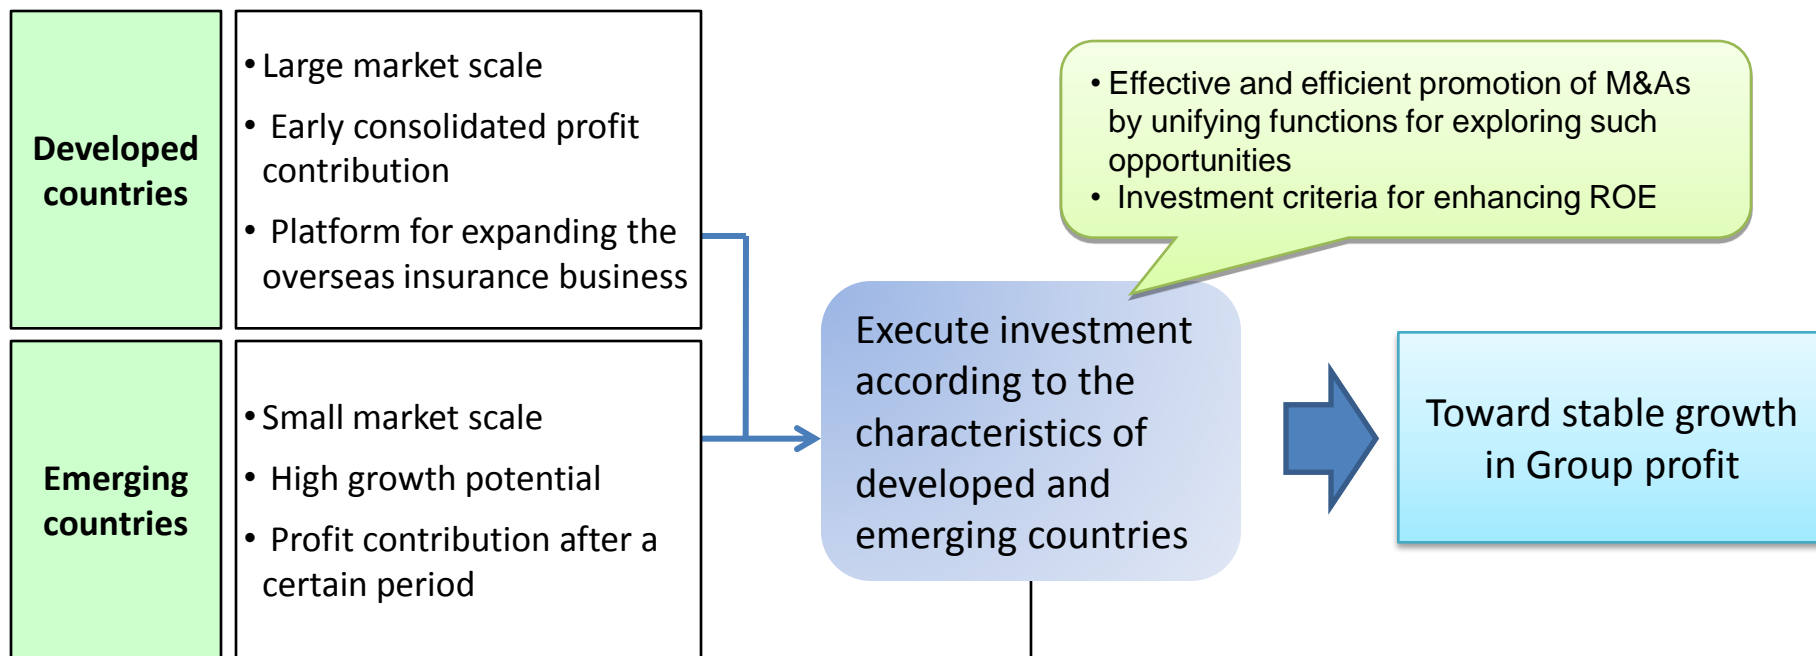 Developed
countries
• Large market scale
• Early consolidated profit
contribution
• Platform for expanding the
overseas insurance business
Emerging
countries
• Small market scale
• High growth potential
• Profit contribution after a
certain period
• Effective and efficient promotion of M&As
by unifying functions for exploring such
opportunities
• Investment criteria for enhancing ROE
Execute investment
according to the
characteristics of
developed and
emerging countries
Toward stable growth
in Group profit